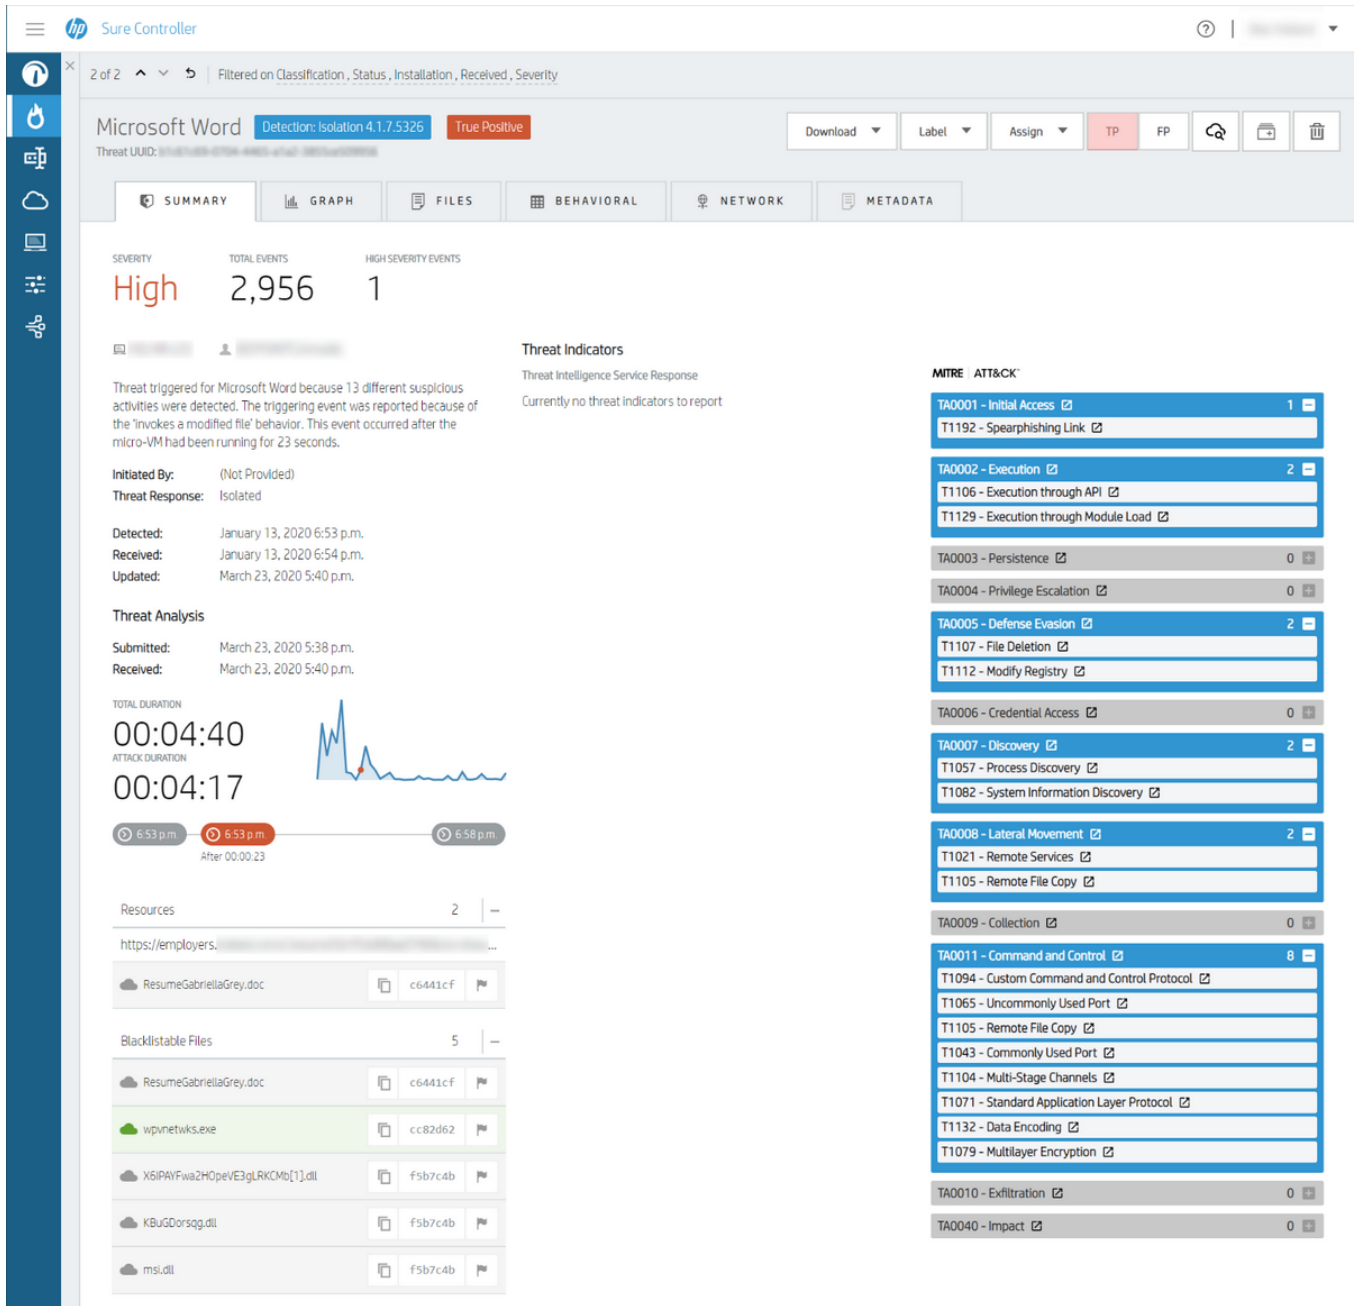 hp Sure Controller
2 of 2 Filtered on Classification , Status , Installation , Received , Severity
Microsoft Word Detection: Isolation 4.1.7.5326 True Positive
Download Label Assign TP FP
Threat UUID:
SUMMARY GRAPH FILES BEHAVIORAL NETWORK METADATA
SEVERITY TOTAL EVENTS HIGH SEVERITY EVENTS
High 2,956 1
Threat triggered for Microsoft Word because 13 different suspicious
activities were detected. The triggering event was reported because of
the 'invokes a modified file' behavior. This event occurred after the
micro-VM had been running for 23 seconds.
Initiated By: (Not Provided)
Threat Response: Isolated
Detected: January 13, 2020 6:53 p.m.
Received: January 13, 2020 6:54 p.m.
Updated: March 23, 2020 5:40 p.m.
Threat Analysis
Submitted: March 23, 2020 5:38 p.m.
Received: March 23, 2020 5:40 p.m.
TOTAL DURATION
00:04:40
ATTACK DURATION
00:04:17
6:53 p.m. 6:53 p.m. 6:58 p.m.
After 00:00:23
Resources 2
https://employers. ...
ResumeGabriellaGrey.doc c6441cf
Blacklistable Files 5
ResumeGabriellaGrey.doc c6441cf
wpvnetwks.exe cc82d62
X6IPAYFwa2HOpeVE3gLRKCMb[1].dll f5b7c4b
KBuGDorsqg.dll f5b7c4b
msi.dll f5b7c4b
Threat Indicators
Threat Intelligence Service Response
Currently no threat indicators to report
MITRE | ATT&CK™
TA0001 - Initial Access 1
T1192 - Spearphishing Link
TA0002 - Execution 2
T1106 - Execution through API
T1129 - Execution through Module Load
TA0003 - Persistence 0
TA0004 - Privilege Escalation 0
TA0005 - Defense Evasion 2
T1107 - File Deletion
T1112 - Modify Registry
TA0006 - Credential Access 0
TA0007 - Discovery 2
T1057 - Process Discovery
T1082 - System Information Discovery
TA0008 - Lateral Movement 2
T1021 - Remote Services
T1105 - Remote File Copy
TA0009 - Collection 0
TA0011 - Command and Control 8
T1094 - Custom Command and Control Protocol
T1065 - Uncommonly Used Port
T1105 - Remote File Copy
T1043 - Commonly Used Port
T1104 - Multi-Stage Channels
T1071 - Standard Application Layer Protocol
T1132 - Data Encoding
T1079 - Multilayer Encryption
TA0010 - Exfiltration 0
TA0040 - Impact 0